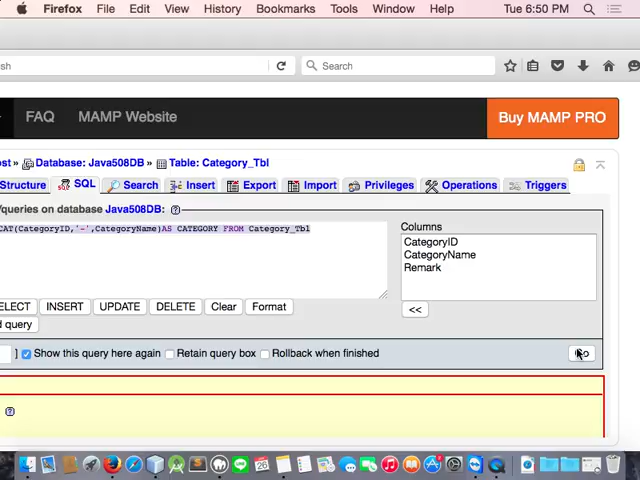 Firefox File Edit View History Bookmarks Tools Window Help Tue 6:50 PM
sh Search
FAQ MAMP Website Buy MAMP PRO
ost » Database: Java508DB » Table: Category_Tbl
Structure SQL Search Insert Export Import Privileges Operations Triggers
/queries on database Java508DB:
CAT(CategoryID,'-',CategoryName)AS CATEGORY FROM Category_Tbl
Columns
CategoryID
CategoryName
Remark
ELECT INSERT UPDATE DELETE Clear Format
<<
d query
] Show this query here again Retain query box Rollback when finished
26